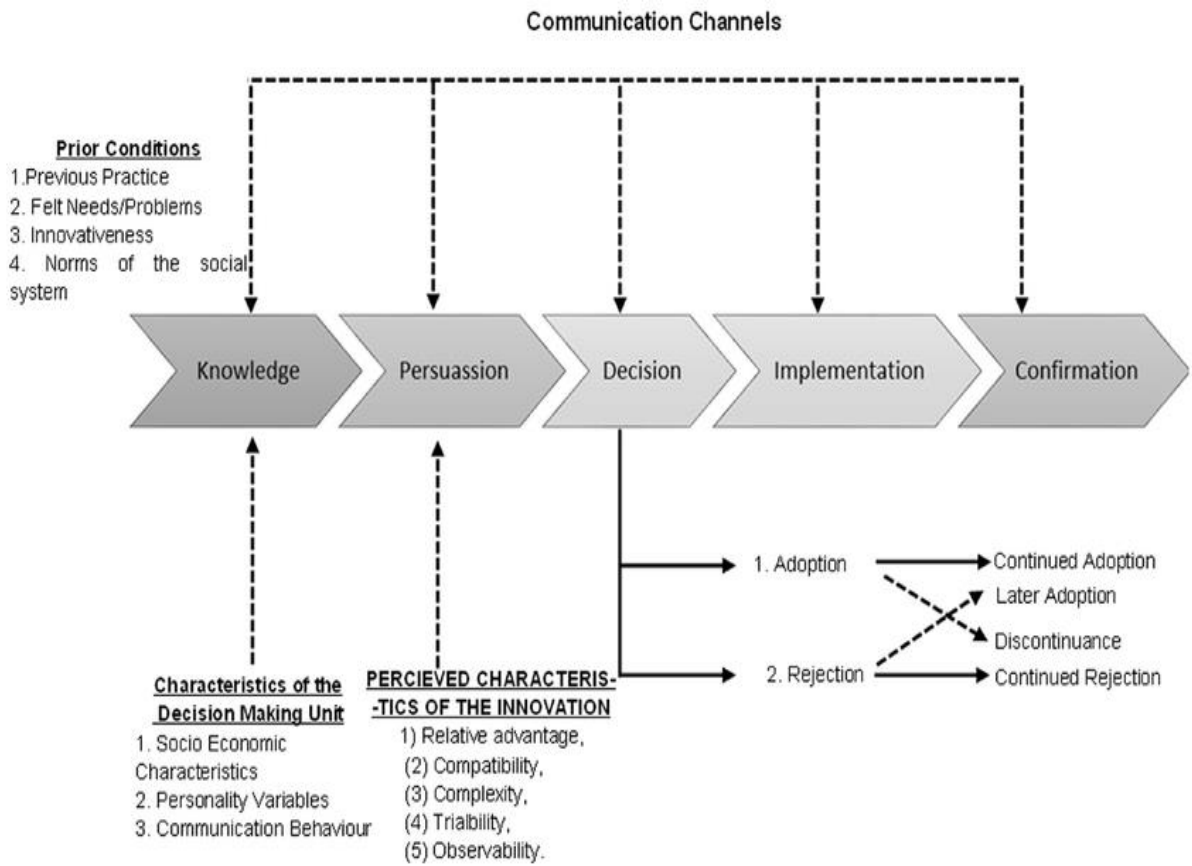 Communication Channels
Prior Conditions
1.Previous Practice
2. Felt Needs/Problems
3. Innovativeness
4. Norms of the social
system
Knowledge
Persuassion
Decision
Implementation
Confirmation
1. Adoption
Continued Adoption
Later Adoption
Discontinuance
2. Rejection
Continued Rejection
Characteristics of the
Decision Making Unit
1. Socio Economic
Characteristics
2. Personality Variables
3. Communication Behaviour
PERCIEVED CHARACTERIS-
-TICS OF THE INNOVATION
1) Relative advantage,
(2) Compatibility,
(3) Complexity,
(4) Trialbility,
(5) Observability.